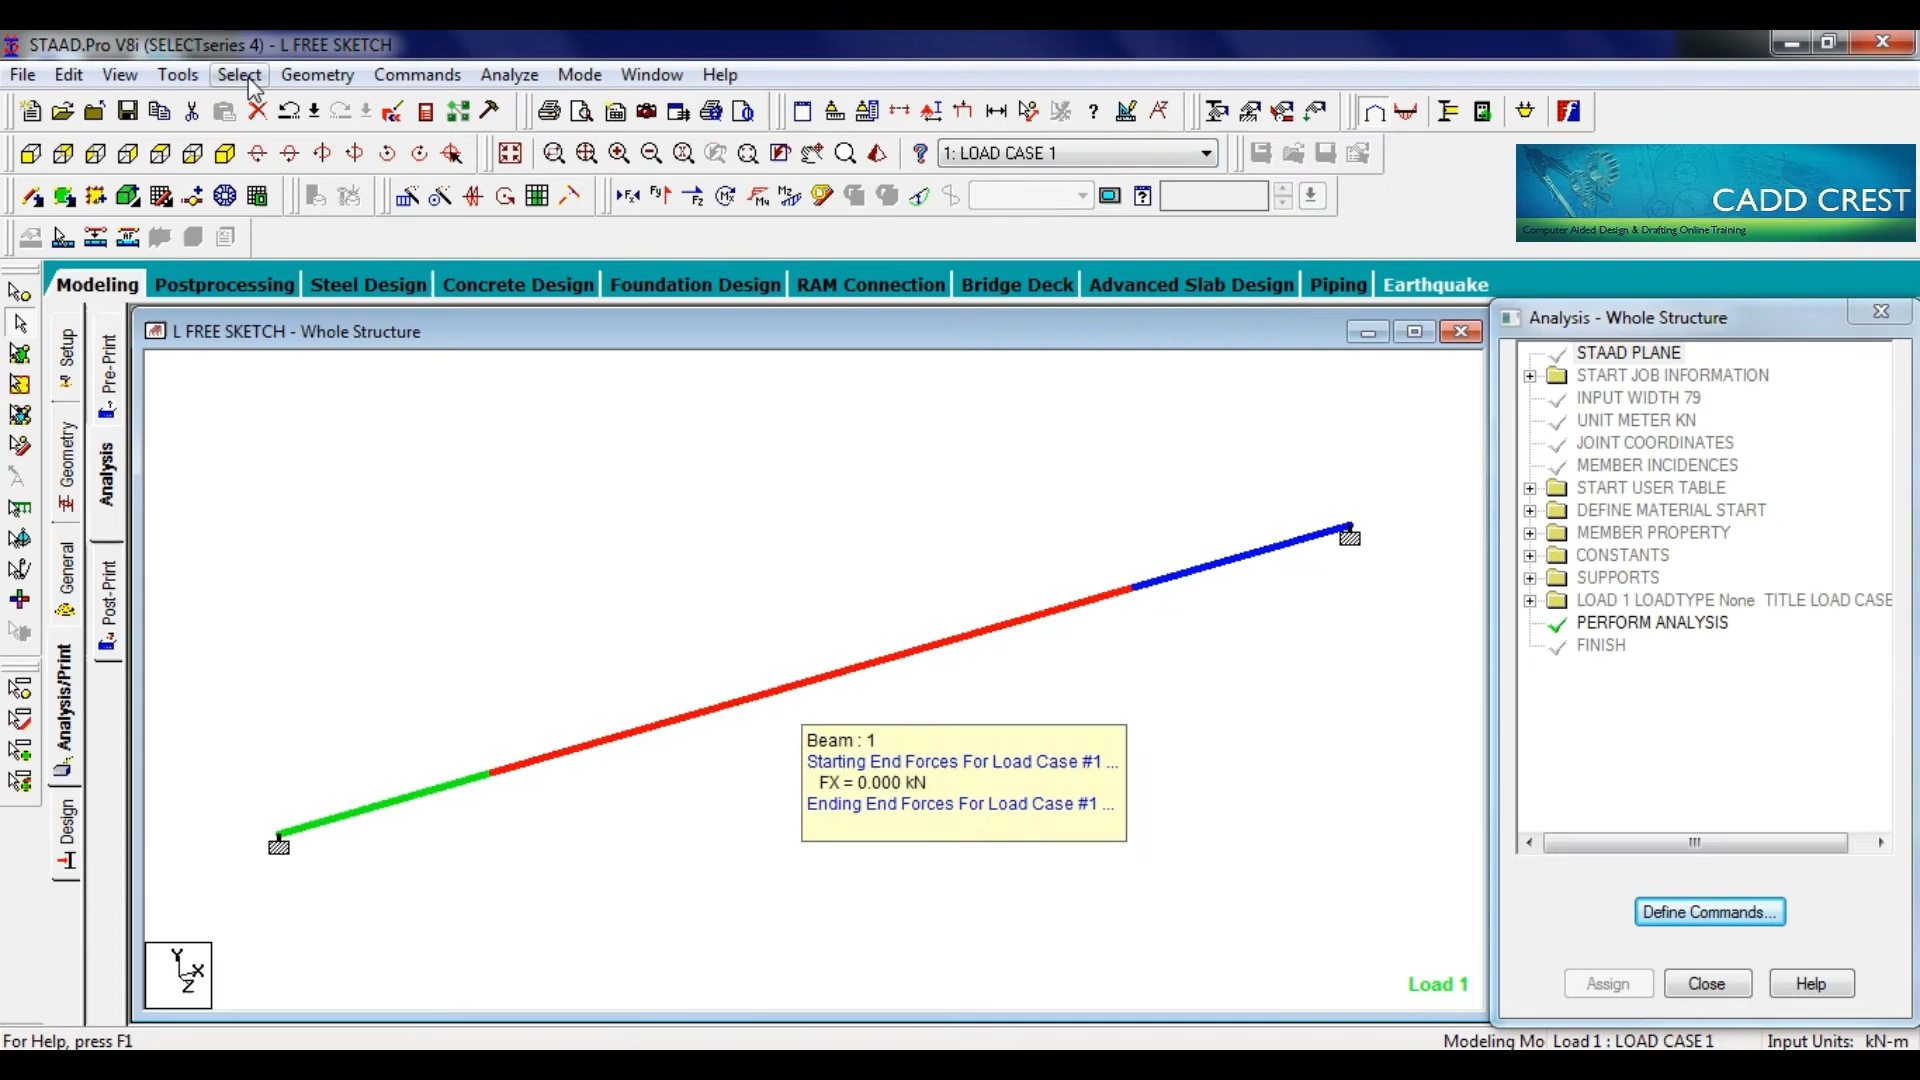 STAAD.Pro V8i (SELECTseries 4) - L FREE SKETCH
File Edit View Tools Select Geometry Commands Analyze Mode Window Help
1: LOAD CASE 1
CADD CREST
Computer Aided Design & Drafting Online Training
Modeling Postprocessing Steel Design Concrete Design Foundation Design RAM Connection Bridge Deck Advanced Slab Design Piping Earthquake
Setup
Geometry
General
Analysis/Print
Design
Pre-Print
Analysis
Post-Print
L FREE SKETCH - Whole Structure
Beam : 1
Starting End Forces For Load Case #1 ...
FX = 0.000 kN
Ending End Forces For Load Case #1 ...
Y
X
Z
Load 1
Analysis - Whole Structure
STAAD PLANE
START JOB INFORMATION
INPUT WIDTH 79
UNIT METER KN
JOINT COORDINATES
MEMBER INCIDENCES
START USER TABLE
DEFINE MATERIAL START
MEMBER PROPERTY
CONSTANTS
SUPPORTS
LOAD 1 LOADTYPE None TITLE LOAD CASE
PERFORM ANALYSIS
FINISH
Define Commands...
Assign Close Help
For Help, press F1
Modeling Mo Load 1 : LOAD CASE 1 Input Units: kN-m